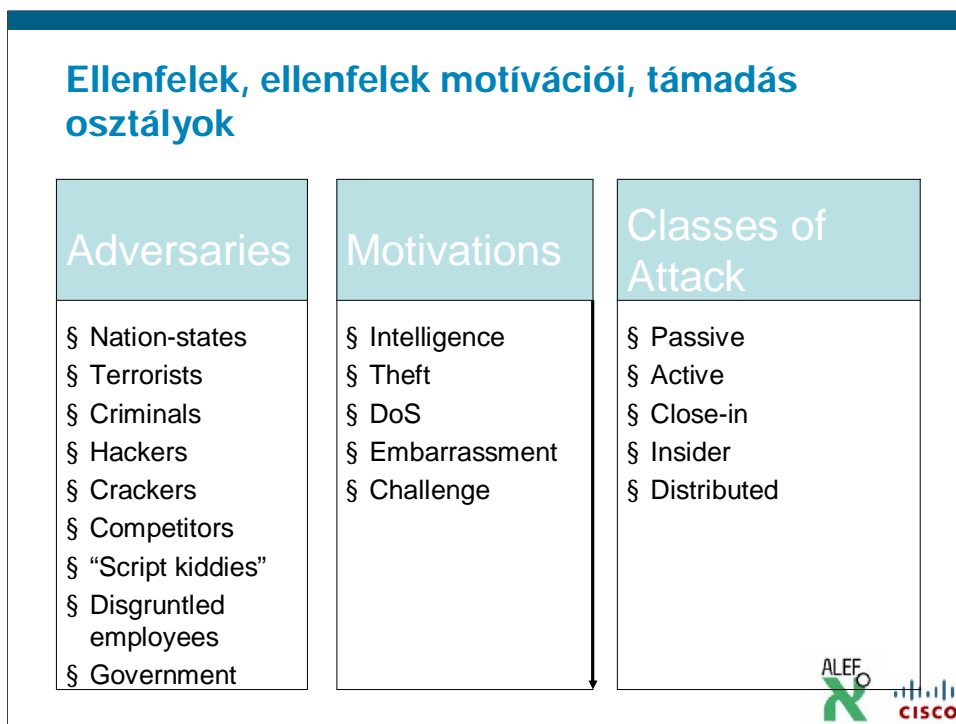 Ellenfelek, ellenfelek motívációi, támadás
osztályok
Adversaries
§ Nation-states
§ Terrorists
§ Criminals
§ Hackers
§ Crackers
§ Competitors
§ “Script kiddies”
§ Disgruntled
employees
§ Government
Motivations
§ Intelligence
§ Theft
§ DoS
§ Embarrassment
§ Challenge
Classes of
Attack
§ Passive
§ Active
§ Close-in
§ Insider
§ Distributed
ALEF
CISCO